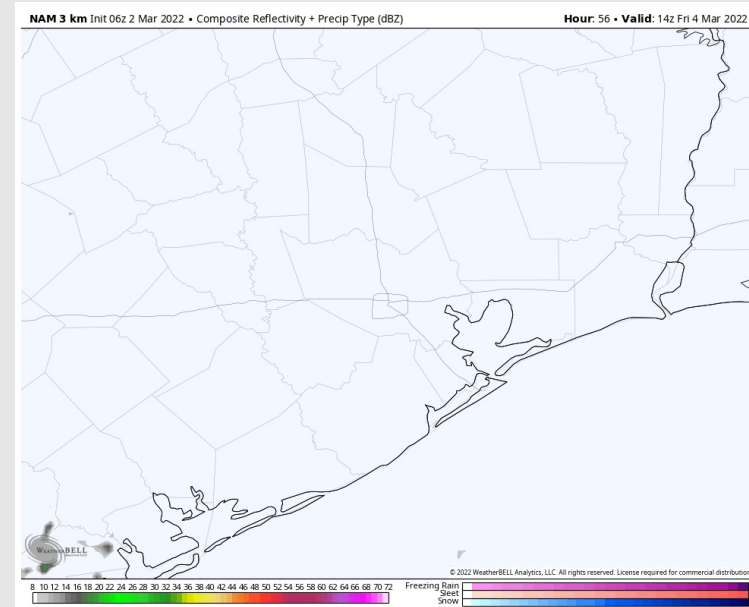 NAM 3 km Init 06z 2 Mar 2022 • Composite Reflectivity + Precip Type (dBZ) Hour: 56 • Valid: 14z Fri 4 Mar 2022
WEATHERBELL
© 2022 WeatherBELL Analytics, LLC. All rights reserved. License required for commercial distributio
8 10 12 14 16 18 20 22 24 26 28 30 32 34 36 38 40 42 44 46 48 50 52 54 56 58 60 62 64 66 68 70 72
Freezing Rain
Sleet
Snow